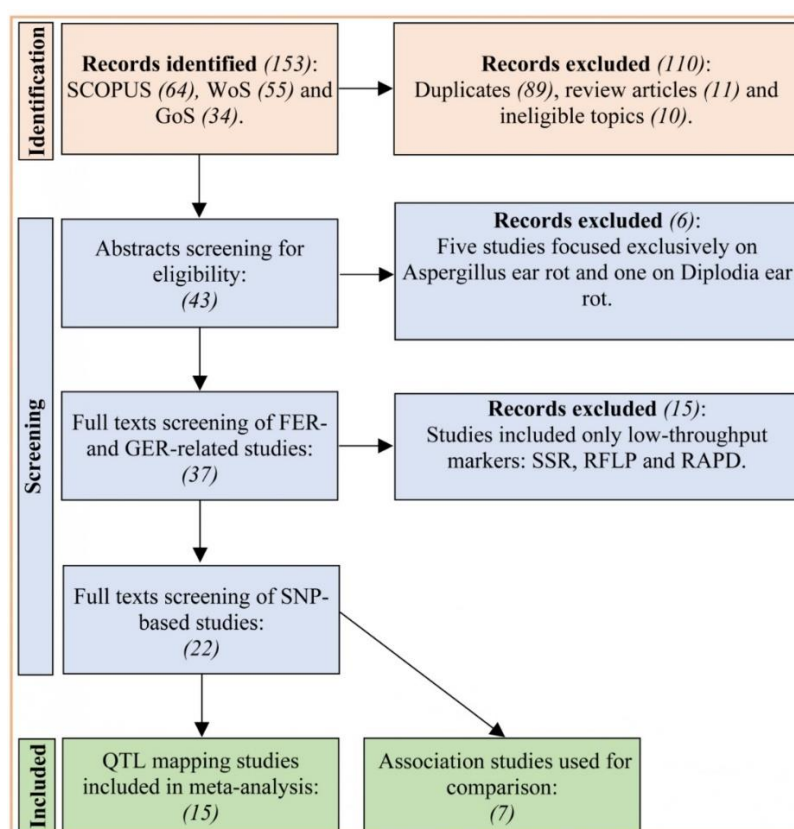 Identification
Records identified (153):
SCOPUS (64), WoS (55) and
GoS (34).
Records excluded (110):
Duplicates (89), review articles (11) and
ineligible topics (10).
Screening
Abstracts screening for
eligibility:
(43)
Records excluded (6):
Five studies focused exclusively on
Aspergillus ear rot and one on Diplodia ear
rot.
Full texts screening of FER-
and GER-related studies:
(37)
Records excluded (15):
Studies included only low-throughput
markers: SSR, RFLP and RAPD.
Full texts screening of SNP-
based studies:
(22)
Included
QTL mapping studies
included in meta-analysis:
(15)
Association studies used for
comparison:
(7)